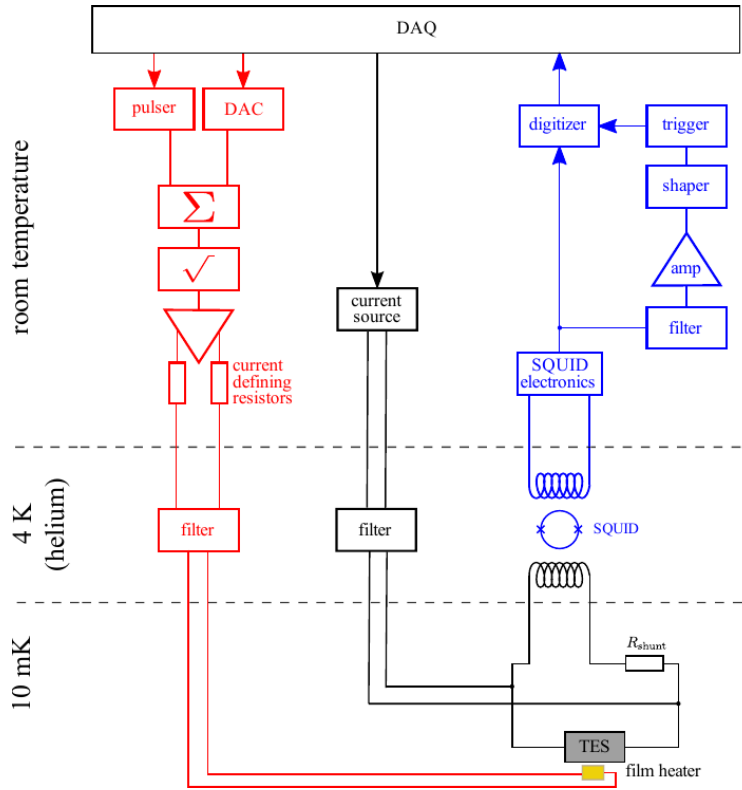 DAQ
pulser
DAC
digitizer
trigger
shaper
Σ
√
amp
current
source
filter
current
defining
resistors
SQUID
electronics
room temperature
filter
filter
SQUID
4 K
(helium)
R_shunt
10 mK
TES
film heater